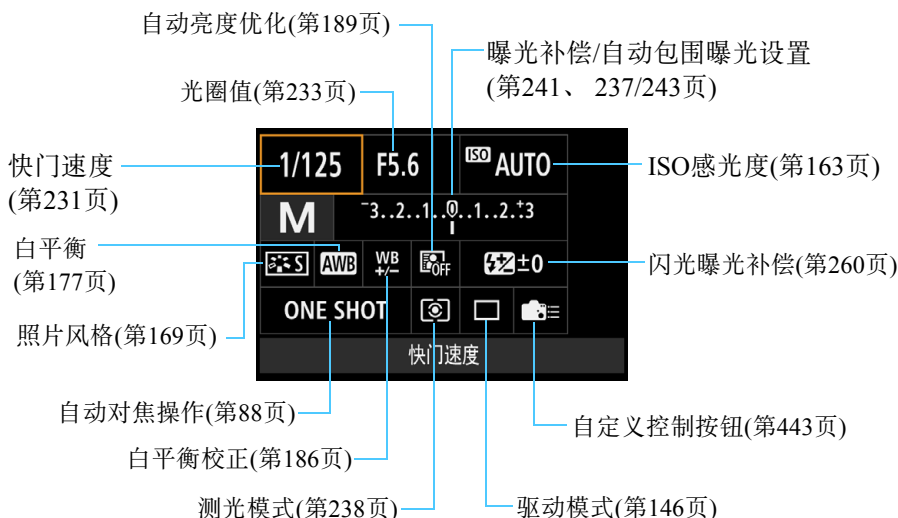 自动亮度优化(第189页)
曝光补偿/自动包围曝光设置
(第241、 237/243页)
光圈值(第233页)
快门速度
(第231页)
ISO感光度(第163页)
白平衡
(第177页)
闪光曝光补偿(第260页)
照片风格(第169页)
1/125 F5.6 ISO AUTO
M -3..2..1..0..1..2..+3
S AWB WB +/- OFF ±0
ONE SHOT
快门速度
自动对焦操作(第88页)
自定义控制按钮(第443页)
白平衡校正(第186页)
测光模式(第238页)
驱动模式(第146页)